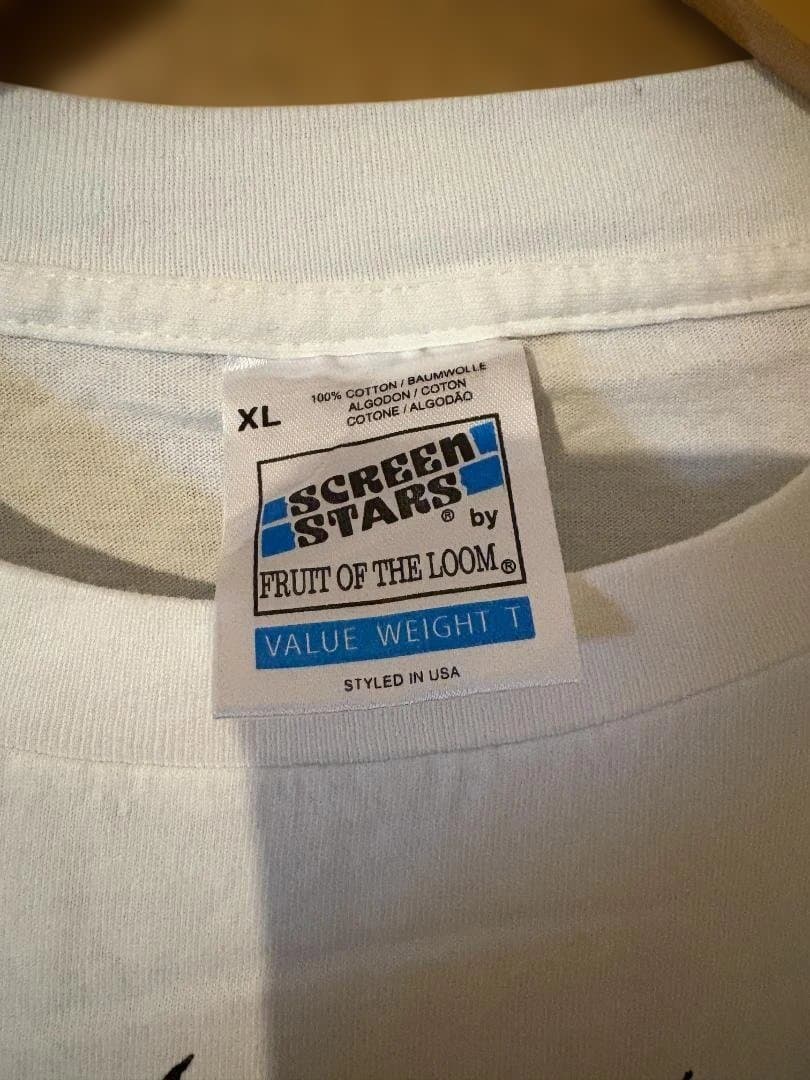 XL
100% COTTON / BAUMWOLLE
ALGODON / COTON
COTONE / ALGODÃO
SCREEN
STARS® by
FRUIT OF THE LOOM®
VALUE WEIGHT T
STYLED IN USA